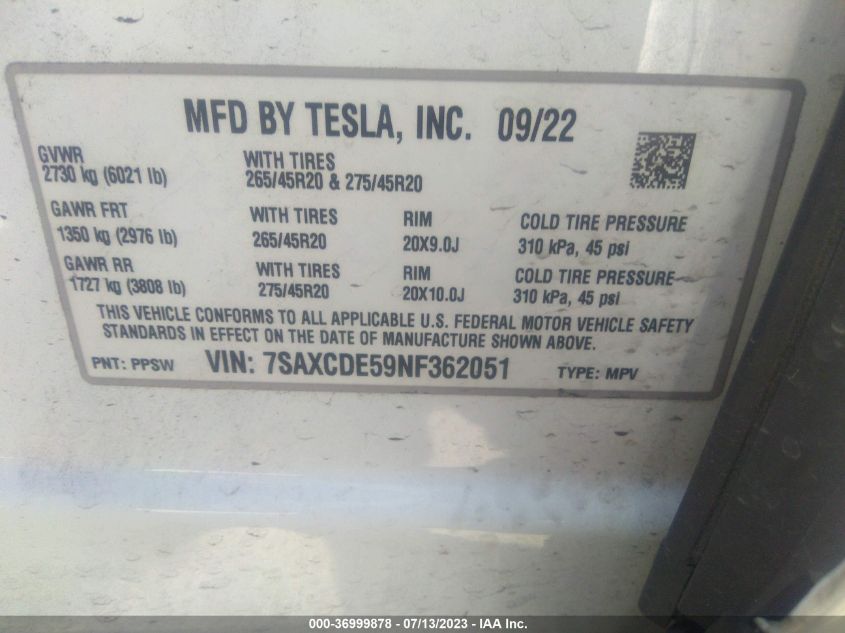 MFD BY TESLA, INC. 09/22
GVWR
2730 kg (6021 lb)
WITH TIRES
265/45R20 & 275/45R20
GAWR FRT
1350 kg (2976 lb)
WITH TIRES
265/45R20
RIM
20X9.0J
COLD TIRE PRESSURE
310 kPa, 45 psi
GAWR RR
1727 kg (3808 lb)
WITH TIRES
275/45R20
RIM
20X10.0J
COLD TIRE PRESSURE
310 kPa, 45 psi
THIS VEHICLE CONFORMS TO ALL APPLICABLE U.S. FEDERAL MOTOR VEHICLE SAFETY
STANDARDS IN EFFECT ON THE DATE OF MANUFACTURE SHOWN ABOVE.
PNT: PPSW VIN: 7SAXCDE59NF362051 TYPE: MPV
000-36999878 - 07/13/2023 - IAA Inc.